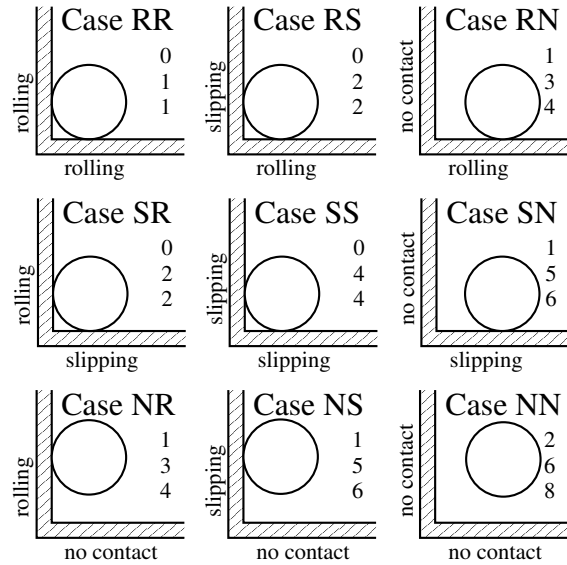 Case RR
0
1
1
rolling
rolling
Case RS
0
2
2
slipping
rolling
Case RN
1
3
4
no contact
rolling
Case SR
0
2
2
rolling
slipping
Case SS
0
4
4
slipping
slipping
Case SN
1
5
6
no contact
slipping
Case NR
1
3
4
rolling
no contact
Case NS
1
5
6
slipping
no contact
Case NN
2
6
8
no contact
no contact